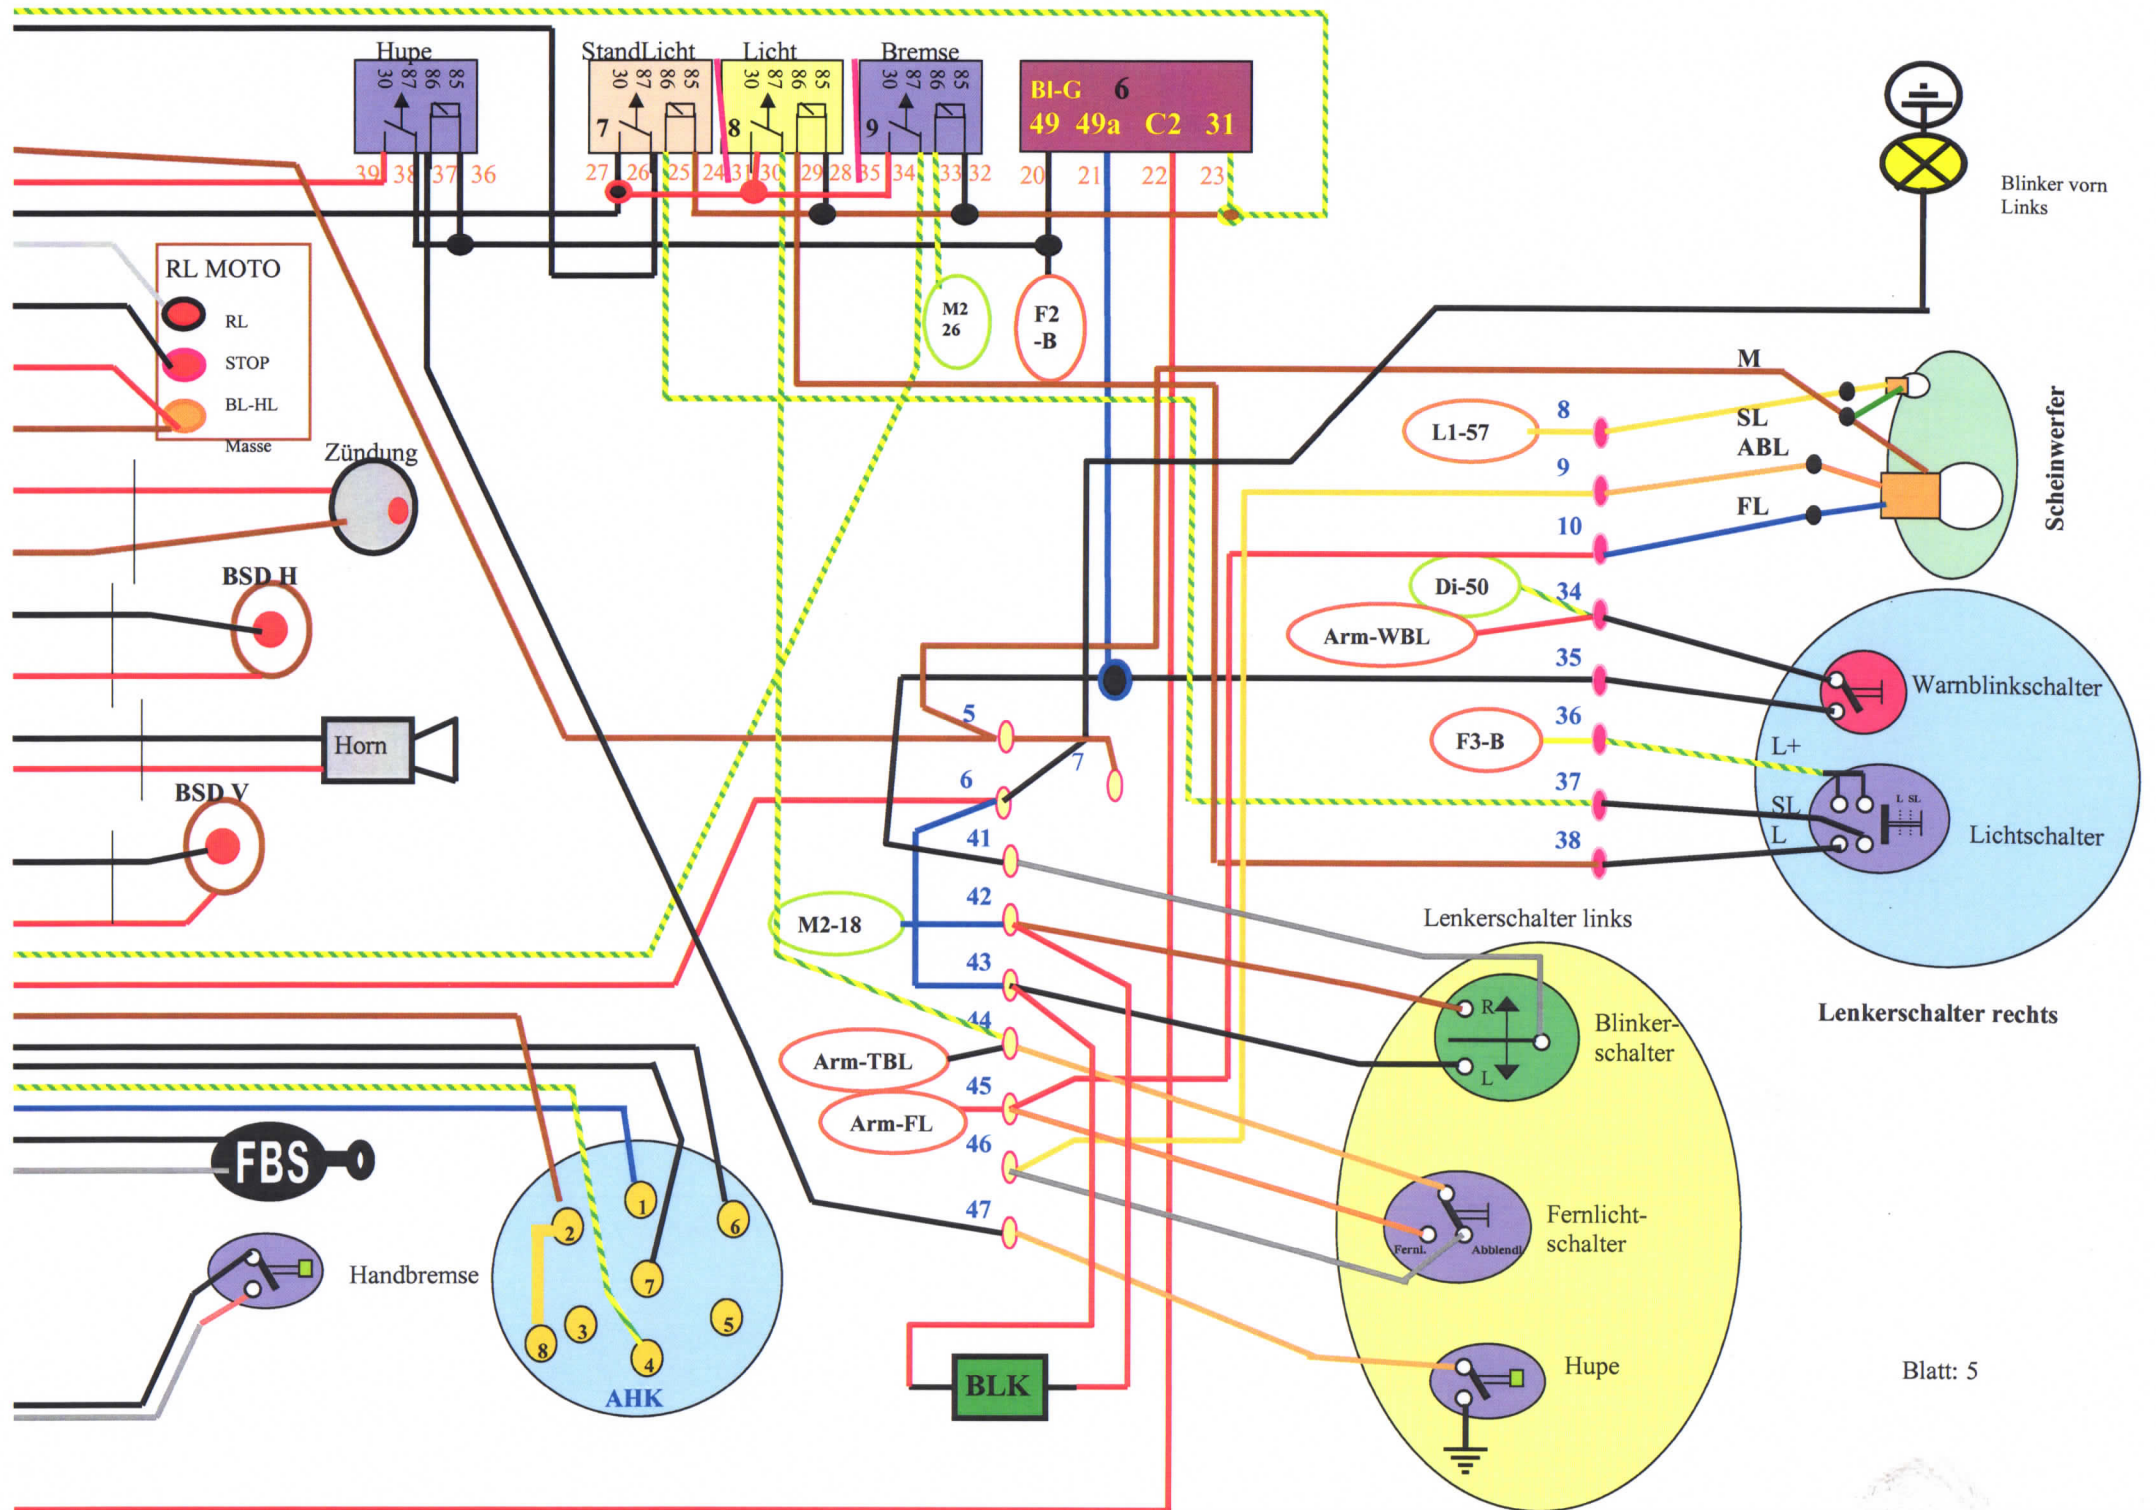 Hupe
30 87 86 85
39 38 37 36
StandLicht
30 87 86 85
7
27 26 25 24
Licht
30 87 86 85
8
31 30 29 28
Bremse
30 87 86 85
9
35 34 33 32
Bl-G 6
49 49a C2 31
20 21 22 23
M2
26
F2
-B
Blinker vorn
Links
RL MOTO
RL
STOP
BL-HL
Masse
Zündung
BSD H
Horn
BSD V
FBS
Handbremse
1
2
3
4
5
6
7
8
AHK
M
SL
ABL
FL
Scheinwerfer
L1-57
8
9
10
Di-50
34
Arm-WBL
35
36
F3-B
37
38
Warnblinkschalter
L+
SL
L
L SL
Lichtschalter
Lenkerschalter rechts
5
6
7
41
42
M2-18
43
44
Arm-TBL
45
Arm-FL
46
47
BLK
Lenkerschalter links
R
L
Blinker-
schalter
Fernl.
Abblendl
Fernlicht-
schalter
Hupe
Blatt: 5